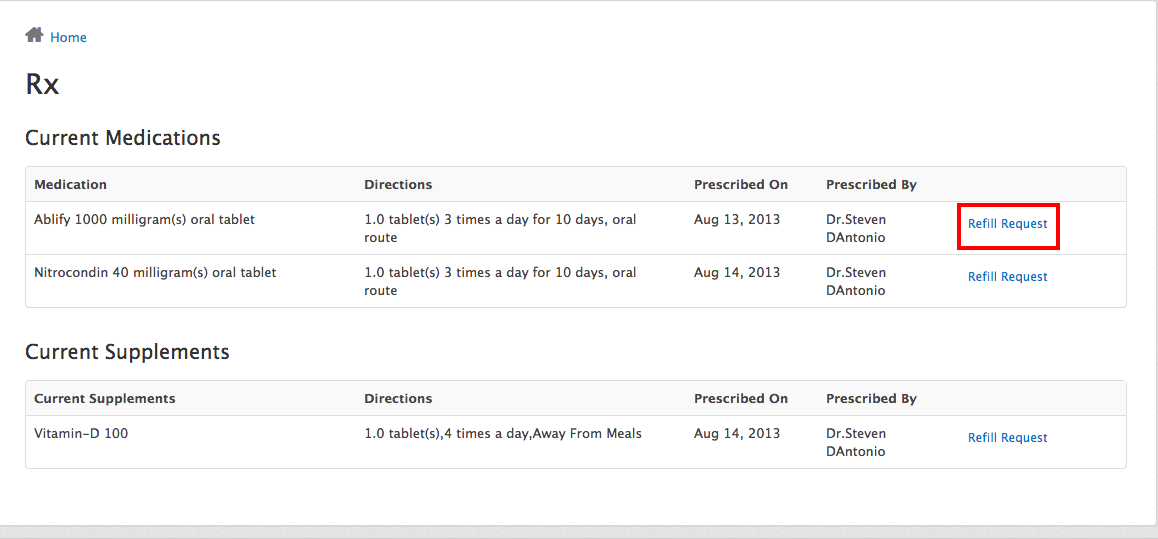 Home
Rx
Current Medications
Medication Directions Prescribed On Prescribed By
Ablify 1000 milligram(s) oral tablet 1.0 tablet(s) 3 times a day for 10 days, oral Aug 13, 2013 Dr.Steven Refill Request
route DAntonio
Nitrocondin 40 milligram(s) oral tablet 1.0 tablet(s) 3 times a day for 10 days, oral Aug 14, 2013 Dr.Steven Refill Request
route DAntonio
Current Supplements
Current Supplements Directions Prescribed On Prescribed By
Vitamin-D 100 1.0 tablet(s),4 times a day,Away From Meals Aug 14, 2013 Dr.Steven Refill Request
DAntonio